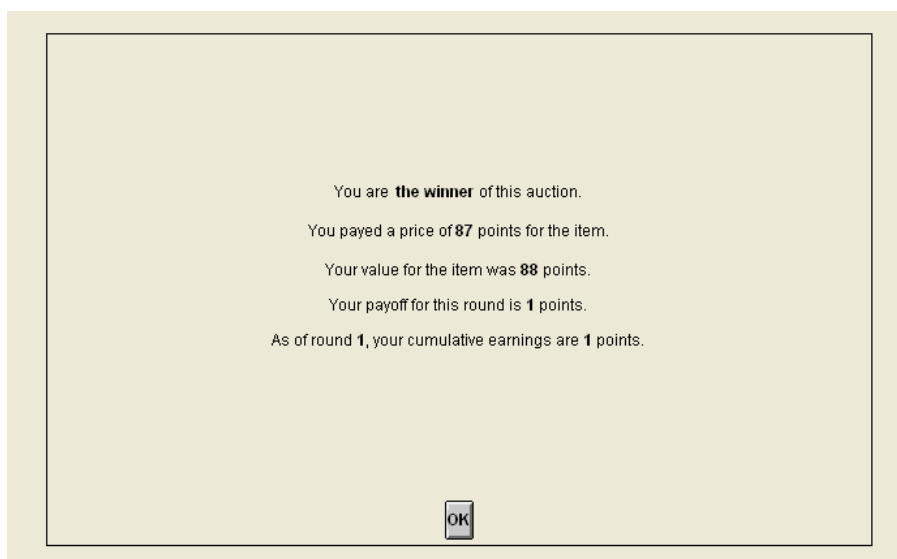 You are the winner of this auction.
You payed a price of 87 points for the item.
Your value for the item was 88 points.
Your payoff for this round is 1 points.
As of round 1, your cumulative earnings are 1 points.
OK